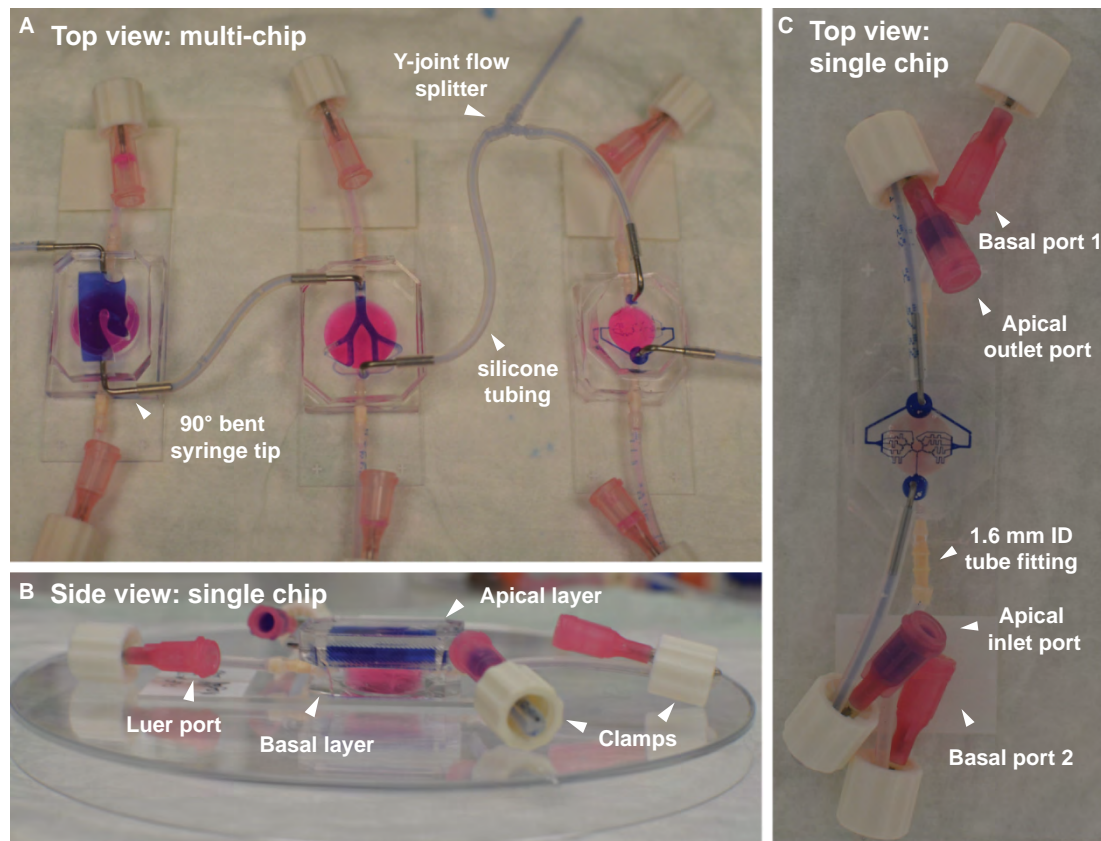 A Top view: multi-chip
Y-joint flow
splitter
silicone
tubing
90° bent
syringe tip
B Side view: single chip
Apical layer
Luer port
Basal layer
Clamps
C Top view:
single chip
Basal port 1
Apical
outlet port
1.6 mm ID
tube fitting
Apical
inlet port
Basal port 2